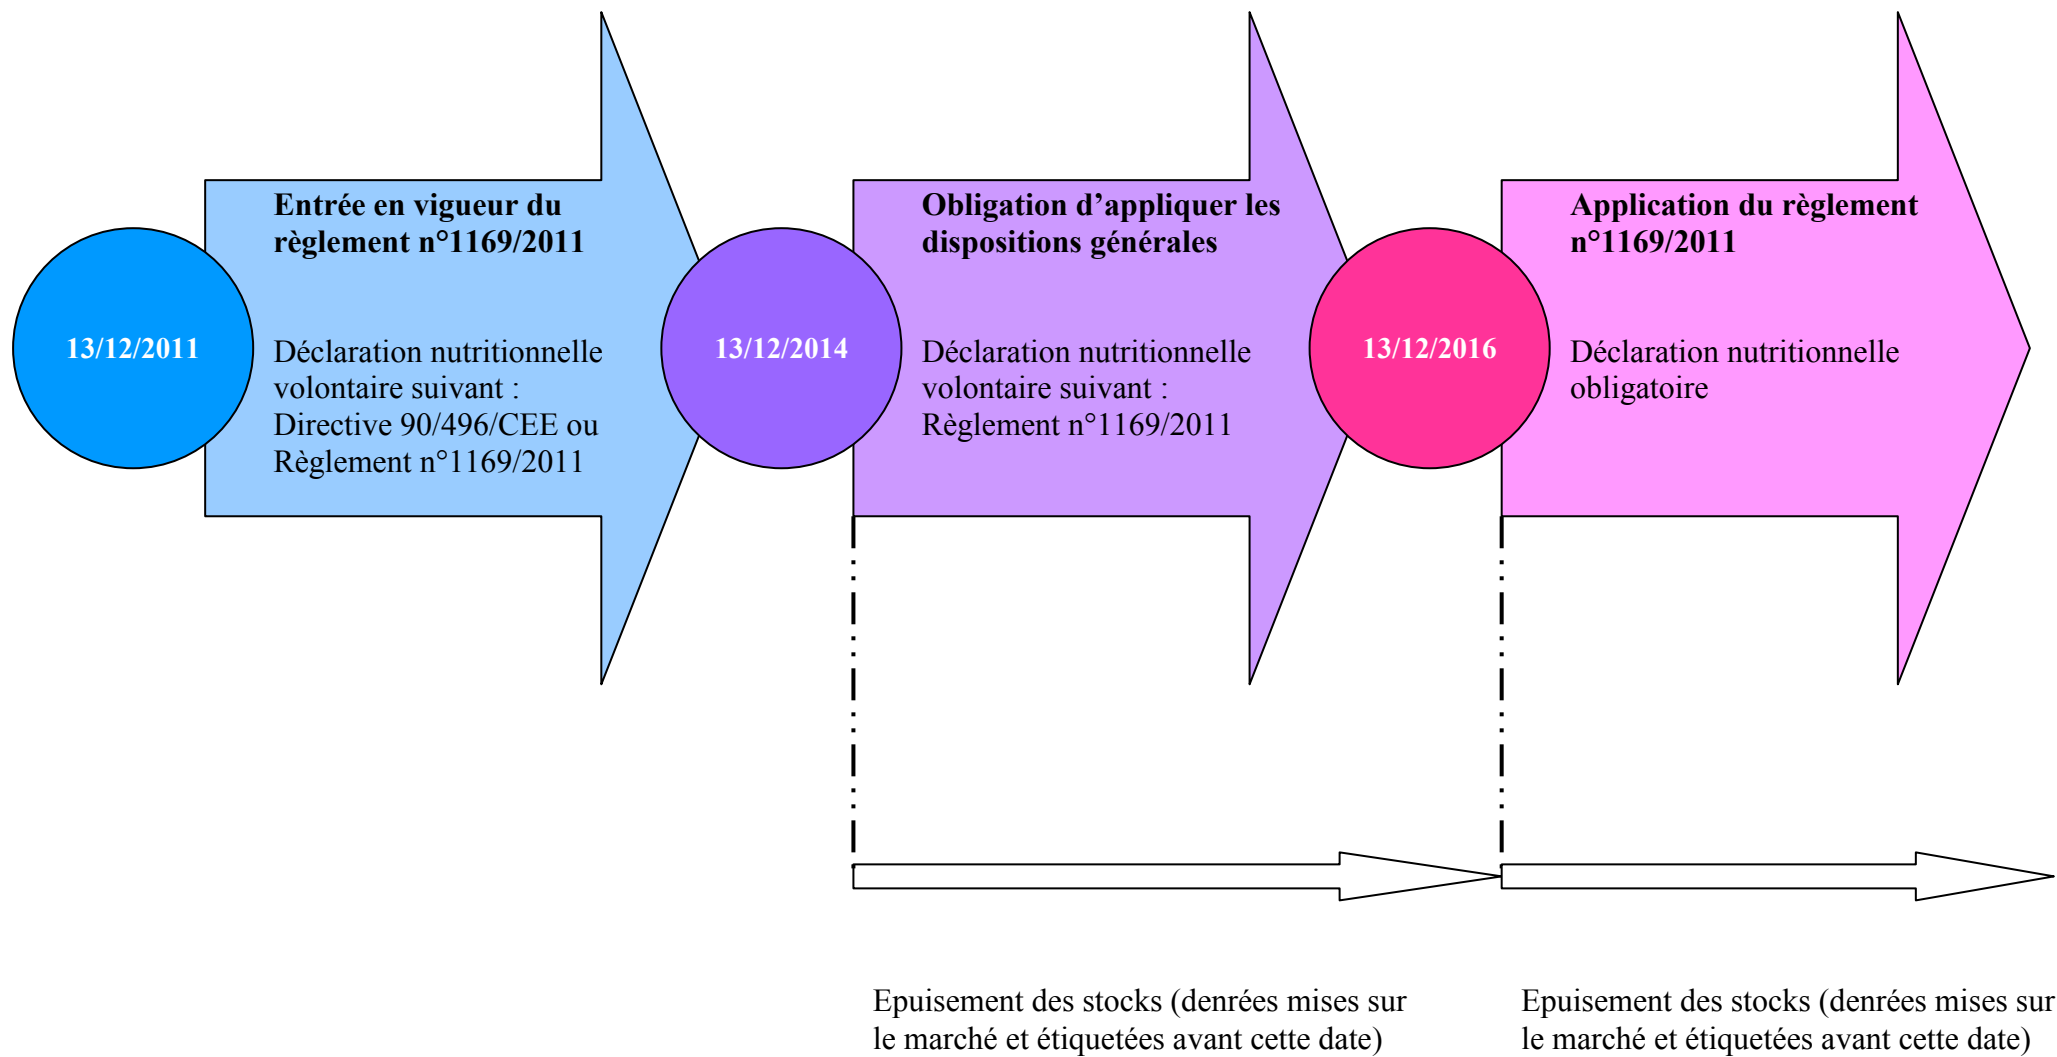 13/12/2011
Entrée en vigueur du
règlement n°1169/2011
Déclaration nutritionnelle
volontaire suivant :
Directive 90/496/CEE ou
Règlement n°1169/2011
13/12/2014
Obligation d’appliquer les
dispositions générales
Déclaration nutritionnelle
volontaire suivant :
Règlement n°1169/2011
13/12/2016
Application du règlement
n°1169/2011
Déclaration nutritionnelle
obligatoire
Epuisement des stocks (denrées mises sur
le marché et étiquetées avant cette date)
Epuisement des stocks (denrées mises sur
le marché et étiquetées avant cette date)